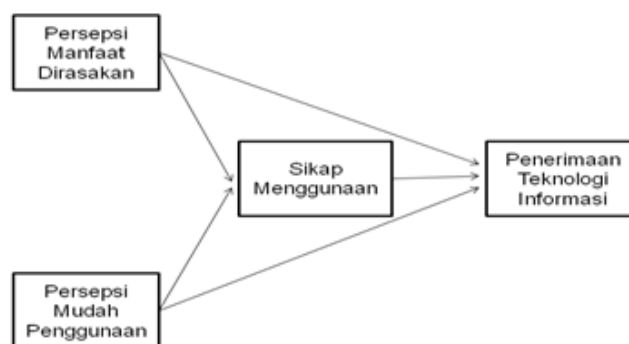 Persepsi
Manfaat
Dirasakan
Sikap
Menggunaan
Penerimaan
Teknologi
Informasi
Persepsi
Mudah
Penggunaan